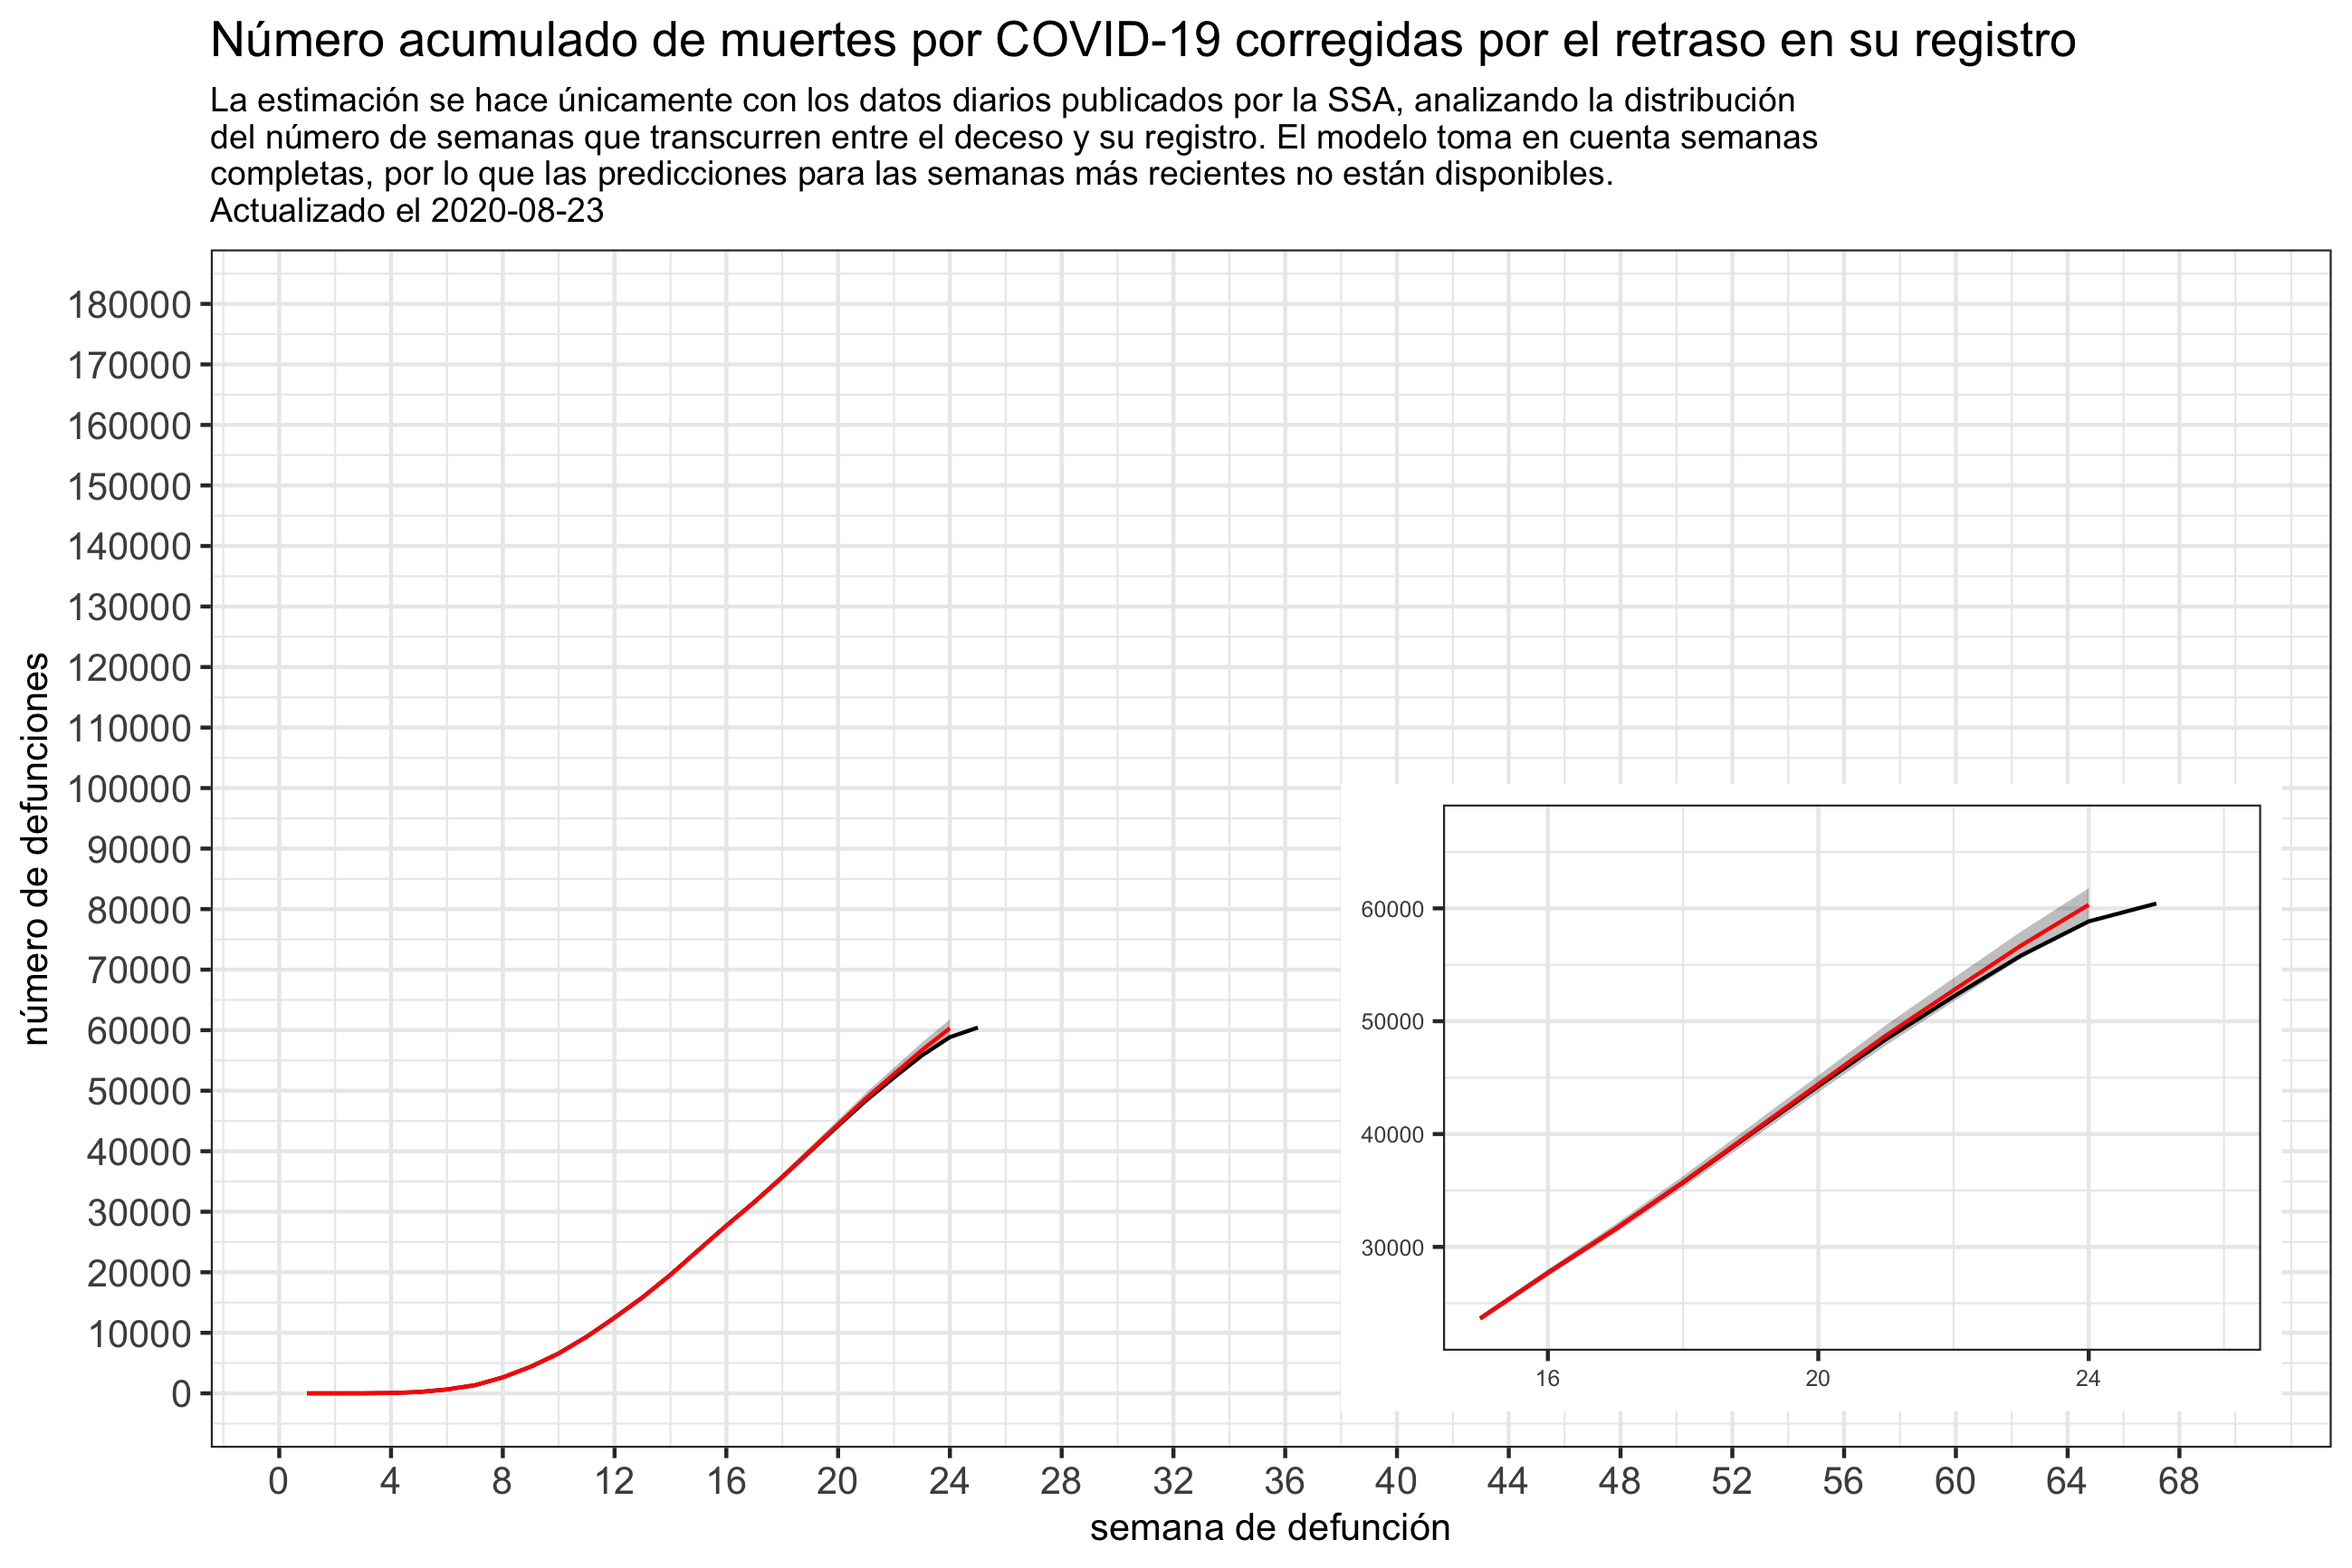 Número acumulado de muertes por COVID-19 corregidas por el retraso en su registro
La estimación se hace únicamente con los datos diarios publicados por la SSA, analizando la distribución
del número de semanas que transcurren entre el deceso y su registro. El modelo toma en cuenta semanas
completas, por lo que las predicciones para las semanas más recientes no están disponibles.
Actualizado el 2020-08-23
número de defunciones
180000
170000
160000
150000
140000
130000
120000
110000
100000
90000
80000
70000
60000
50000
40000
30000
20000
10000
0
60000
50000
40000
30000
16 20 24
0 4 8 12 16 20 24 28 32 36 40 44 48 52 56 60 64 68
semana de defunción